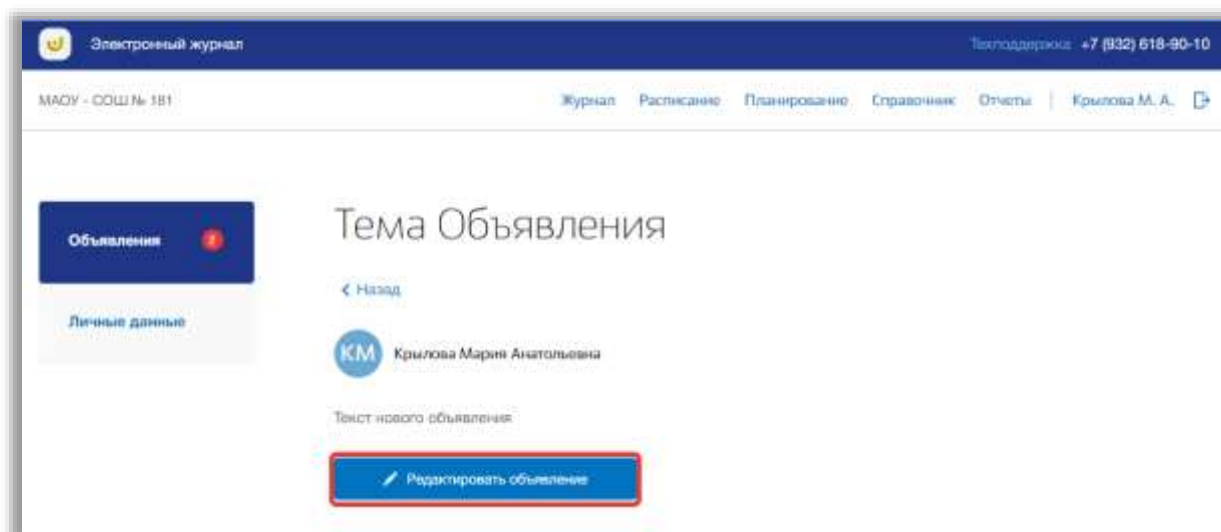 Электронный журнал
Техподдержка: +7 (932) 618-90-10
МАОУ - СОШ № 181
Журнал Расписание Планирование Справочник Отчеты Крылова М. А.
Объявления 2
Тема Объявления
Назад
Личные данные
КМ Крылова Мария Анатольевна
Текст нового объявления
Редактировать объявление